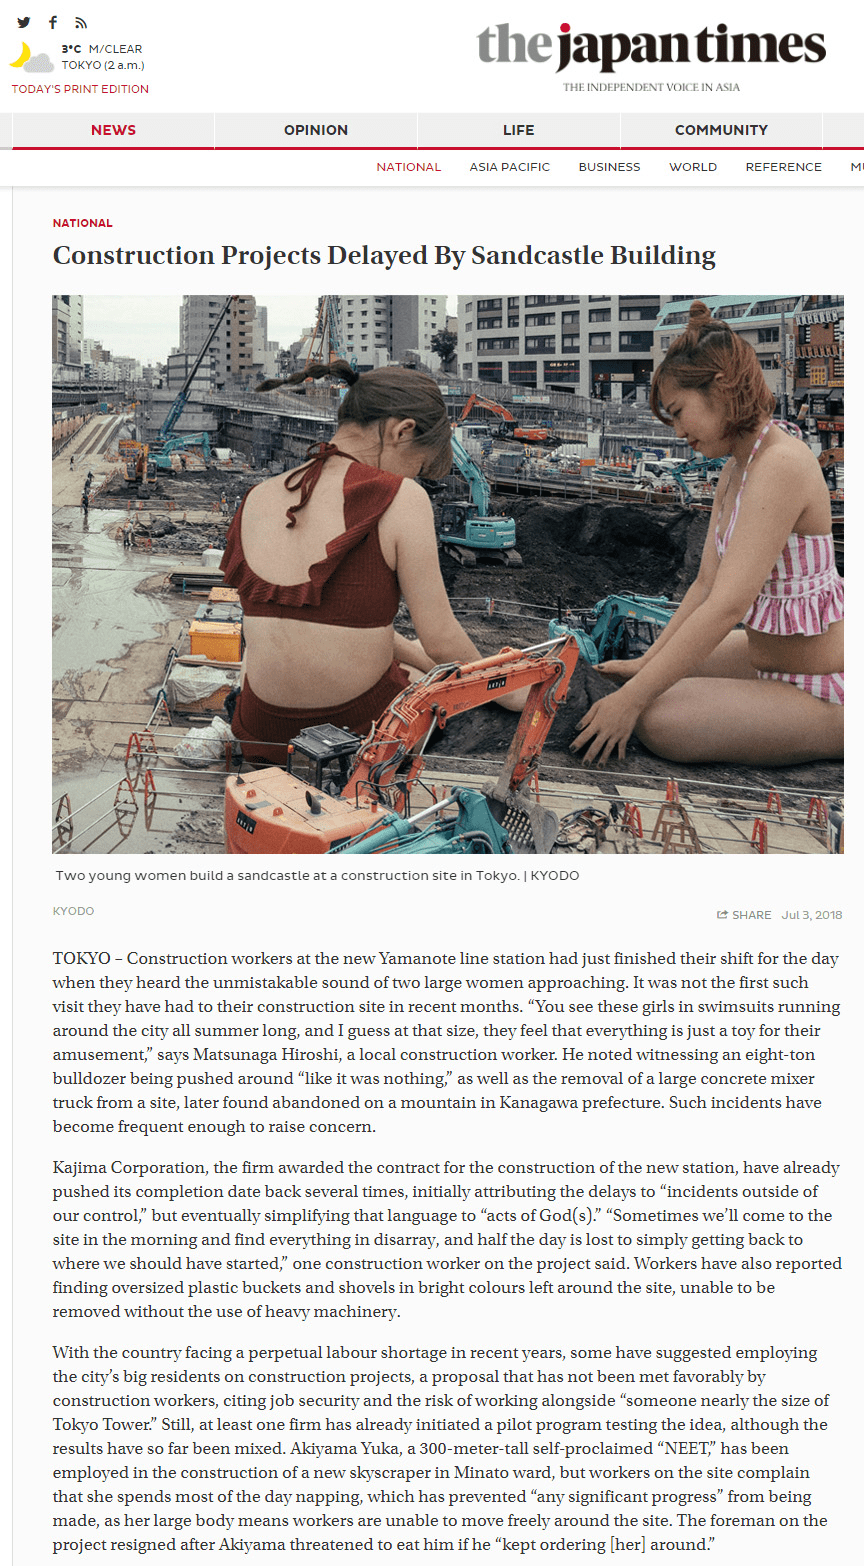 3°C M/CLEAR
TOKYO (2 a.m.)
TODAY'S PRINT EDITION
the japan times
THE INDEPENDENT VOICE IN ASIA
NEWS
OPINION
LIFE
COMMUNITY
NATIONAL
ASIA PACIFIC
BUSINESS
WORLD
REFERENCE
MU
NATIONAL
Construction Projects Delayed By Sandcastle Building
Two young women build a sandcastle at a construction site in Tokyo. | KYODO
KYODO
SHARE Jul 3, 2018
TOKYO – Construction workers at the new Yamanote line station had just finished their shift for the day
when they heard the unmistakable sound of two large women approaching. It was not the first such
visit they have had to their construction site in recent months. “You see these girls in swimsuits running
around the city all summer long, and I guess at that size, they feel that everything is just a toy for their
amusement,” says Matsunaga Hiroshi, a local construction worker. He noted witnessing an eight-ton
bulldozer being pushed around “like it was nothing,” as well as the removal of a large concrete mixer
truck from a site, later found abandoned on a mountain in Kanagawa prefecture. Such incidents have
become frequent enough to raise concern.
Kajima Corporation, the firm awarded the contract for the construction of the new station, have already
pushed its completion date back several times, initially attributing the delays to “incidents outside of
our control,” but eventually simplifying that language to “acts of God(s).” “Sometimes we’ll come to the
site in the morning and find everything in disarray, and half the day is lost to simply getting back to
where we should have started,” one construction worker on the project said. Workers have also reported
finding oversized plastic buckets and shovels in bright colours left around the site, unable to be
removed without the use of heavy machinery.
With the country facing a perpetual labour shortage in recent years, some have suggested employing
the city’s big residents on construction projects, a proposal that has not been met favorably by
construction workers, citing job security and the risk of working alongside “someone nearly the size of
Tokyo Tower.” Still, at least one firm has already initiated a pilot program testing the idea, although the
results have so far been mixed. Akiyama Yuka, a 300-meter-tall self-proclaimed “NEET,” has been
employed in the construction of a new skyscraper in Minato ward, but workers on the site complain
that she spends most of the day napping, which has prevented “any significant progress” from being
made, as her large body means workers are unable to move freely around the site. The foreman on the
project resigned after Akiyama threatened to eat him if he “kept ordering [her] around.”